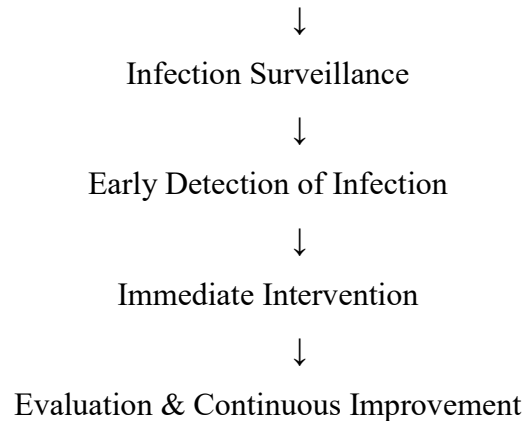 ↓
Infection Surveillance
↓
Early Detection of Infection
↓
Immediate Intervention
↓
Evaluation & Continuous Improvement